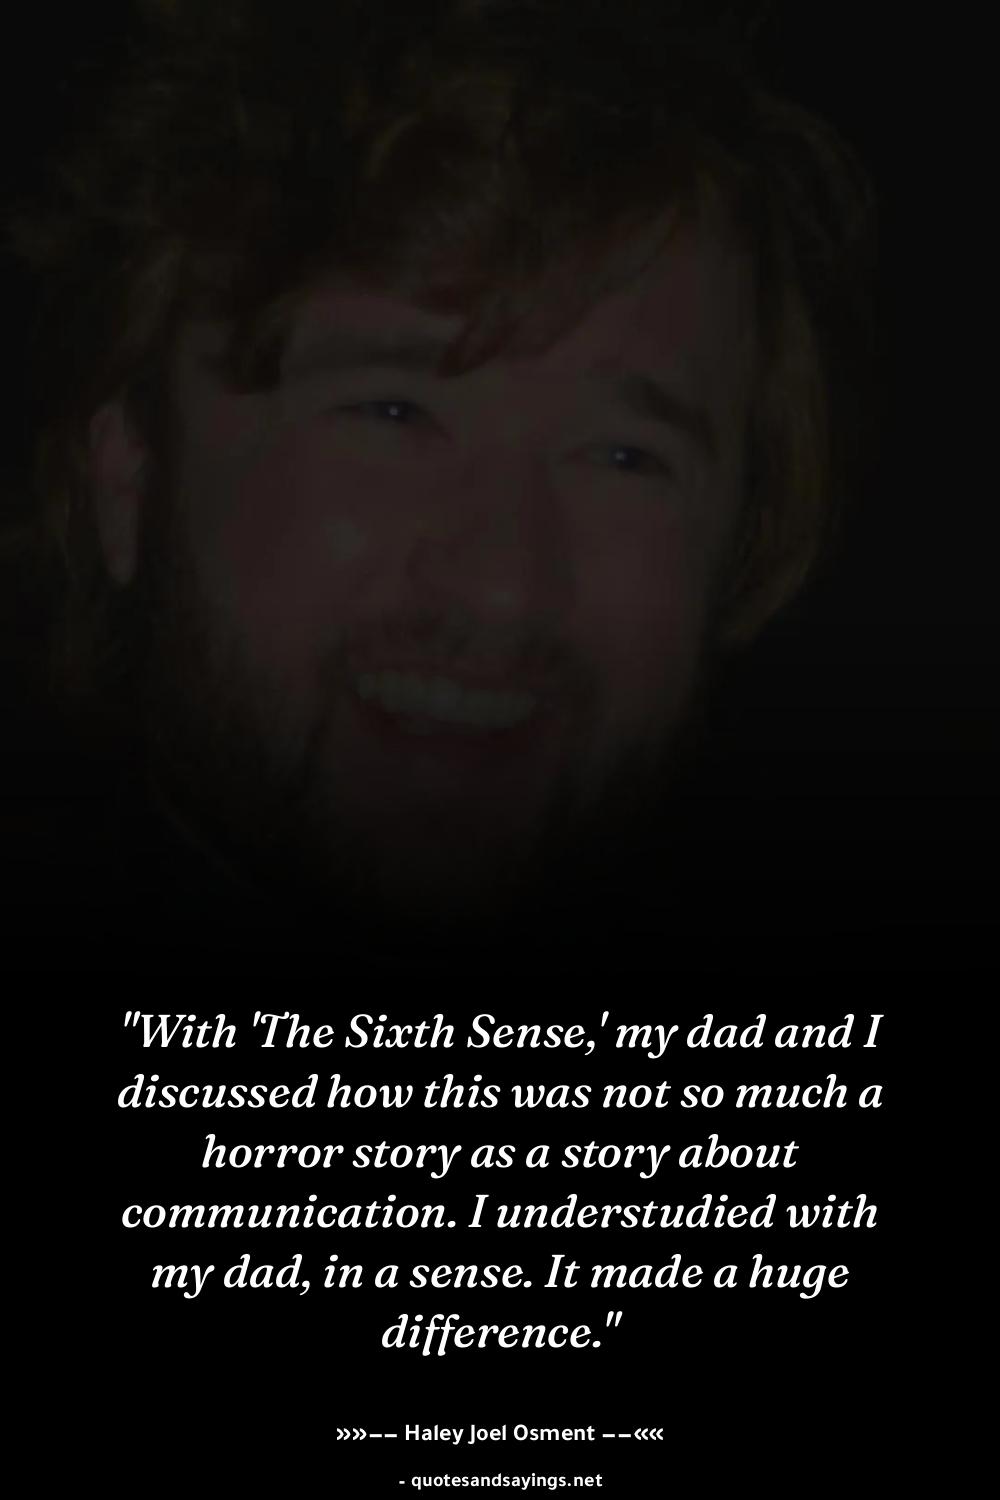 "With 'The Sixth Sense,' my dad and I
discussed how this was not so much a
horror story as a story about
communication. I understudied with
my dad, in a sense. It made a huge
difference."
»»–– Haley Joel Osment ––««
- quotesandsayings.net